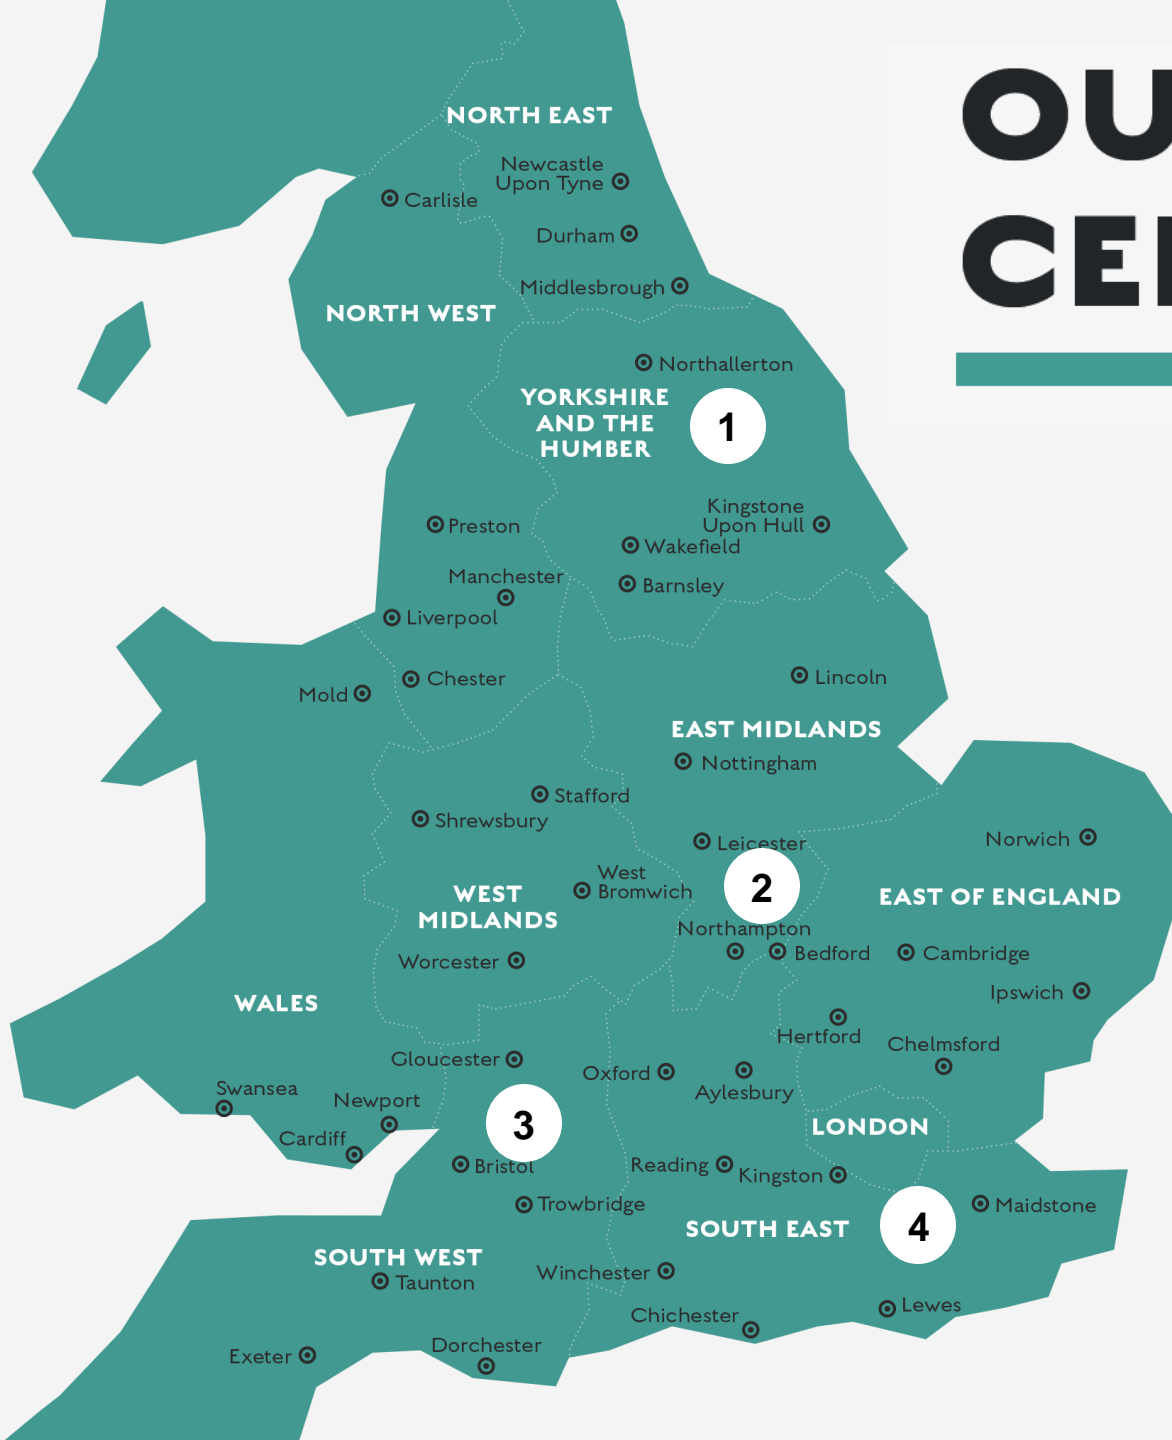 OU
CE
NORTH EAST
Newcastle
Upon Tyne
Carlisle
Durham
Middlesbrough
NORTH WEST
Northallerton
YORKSHIRE
AND THE
HUMBER
1
Kingstone
Upon Hull
Preston
Wakefield
Manchester
Barnsley
Liverpool
Chester
Mold
Lincoln
EAST MIDLANDS
Nottingham
Stafford
Shrewsbury
Norwich
Leicester
West
Bromwich
2
WEST
MIDLANDS
EAST OF ENGLAND
Northampton
Bedford
Cambridge
Worcester
Ipswich
WALES
Hertford
Chelmsford
Gloucester
Oxford
Aylesbury
Swansea
Newport
3
LONDON
Cardiff
Bristol
Reading
Kingston
Trowbridge
Maidstone
SOUTH EAST
4
SOUTH WEST
Winchester
Taunton
Lewes
Chichester
Dorchester
Exeter